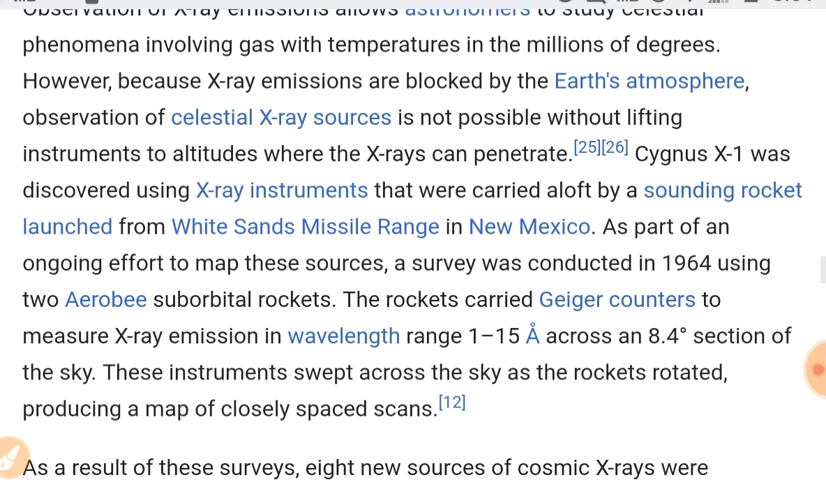 Observation of X-ray emissions allows astronomers to study celestial
phenomena involving gas with temperatures in the millions of degrees.
However, because X-ray emissions are blocked by the Earth's atmosphere,
observation of celestial X-ray sources is not possible without lifting
instruments to altitudes where the X-rays can penetrate.[25][26] Cygnus X-1 was
discovered using X-ray instruments that were carried aloft by a sounding rocket
launched from White Sands Missile Range in New Mexico. As part of an
ongoing effort to map these sources, a survey was conducted in 1964 using
two Aerobee suborbital rockets. The rockets carried Geiger counters to
measure X-ray emission in wavelength range 1–15 Å across an 8.4° section of
the sky. These instruments swept across the sky as the rockets rotated,
producing a map of closely spaced scans.[12]
As a result of these surveys, eight new sources of cosmic X-rays were